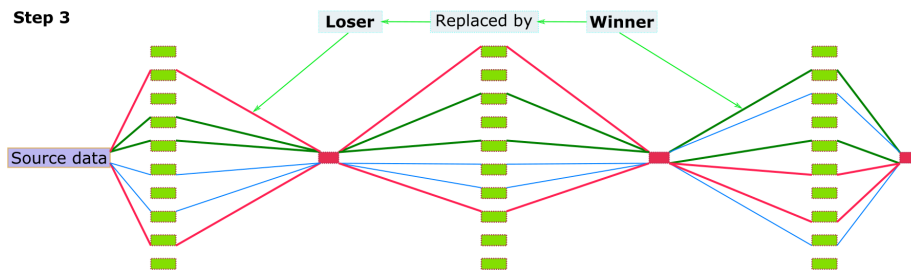 Step 3
Loser
Replaced by
Winner
Source data